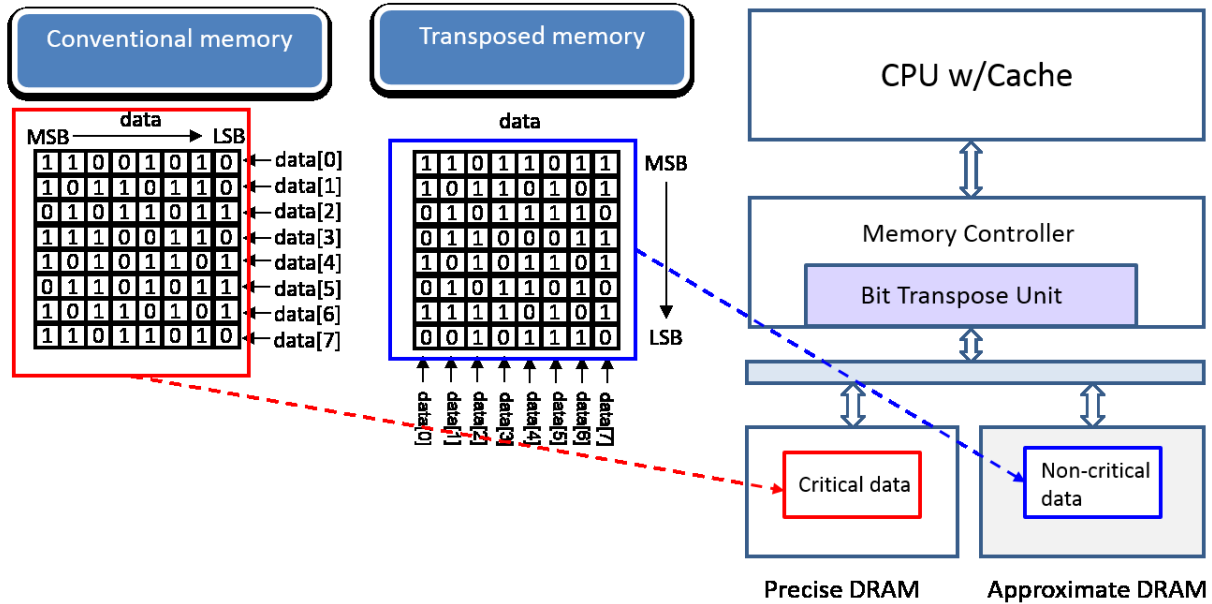 Conventional memory
Transposed memory
data
MSB LSB
1 1 0 0 1 0 1 0 data[0]
1 0 1 1 0 1 1 0 data[1]
0 1 0 1 1 0 1 1 data[2]
1 1 1 0 0 1 1 0 data[3]
1 0 1 0 1 1 0 1 data[4]
0 1 1 0 1 0 1 1 data[5]
1 0 1 1 0 1 0 1 data[6]
1 1 0 1 1 0 1 0 data[7]
data
1 1 0 1 1 0 1 1 MSB
1 0 1 1 0 1 0 1
0 1 0 1 1 1 1 0
0 1 1 0 0 0 1 1
1 0 1 0 1 1 0 1
0 1 0 1 1 0 1 0
1 1 1 1 0 1 0 1
0 0 1 0 1 1 1 0 LSB
data[0] data[1] data[2] data[3] data[4] data[5] data[6] data[7]
CPU w/Cache
Memory Controller
Bit Transpose Unit
Critical data
Non-critical
data
Precise DRAM
Approximate DRAM